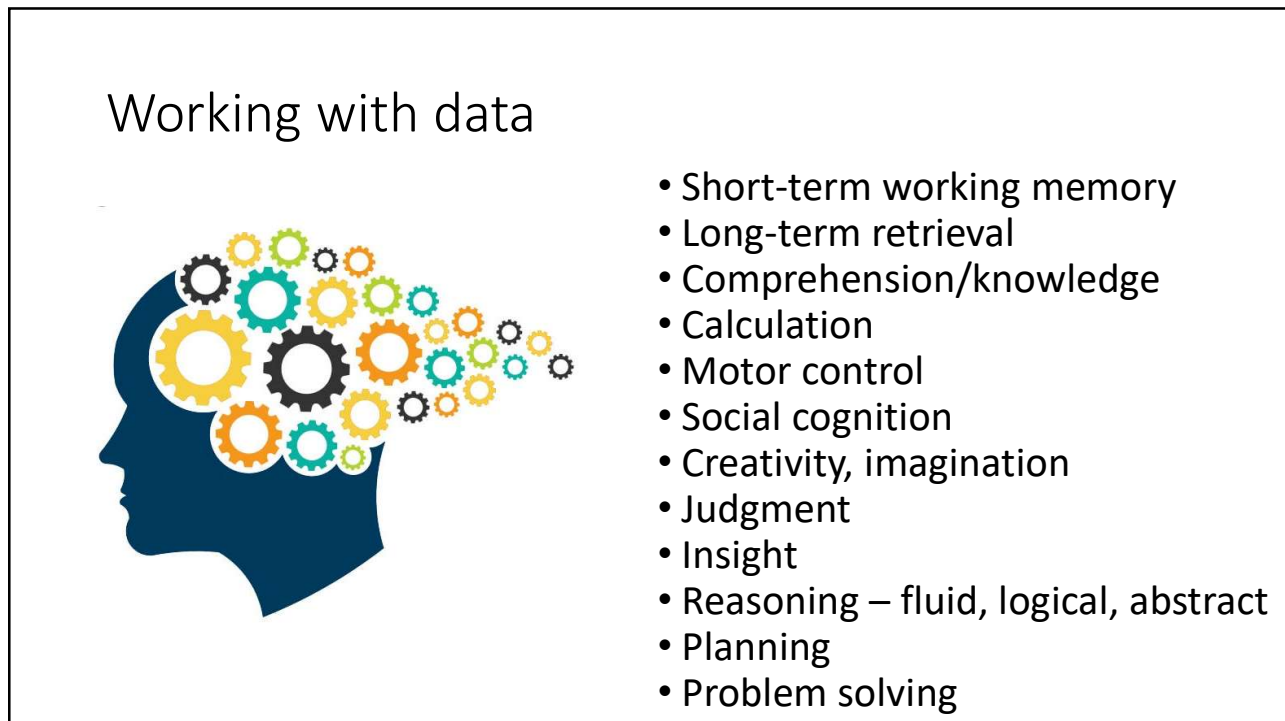 Working with data
• Short-term working memory
• Long-term retrieval
• Comprehension/knowledge
• Calculation
• Motor control
• Social cognition
• Creativity, imagination
• Judgment
• Insight
• Reasoning – fluid, logical, abstract
• Planning
• Problem solving